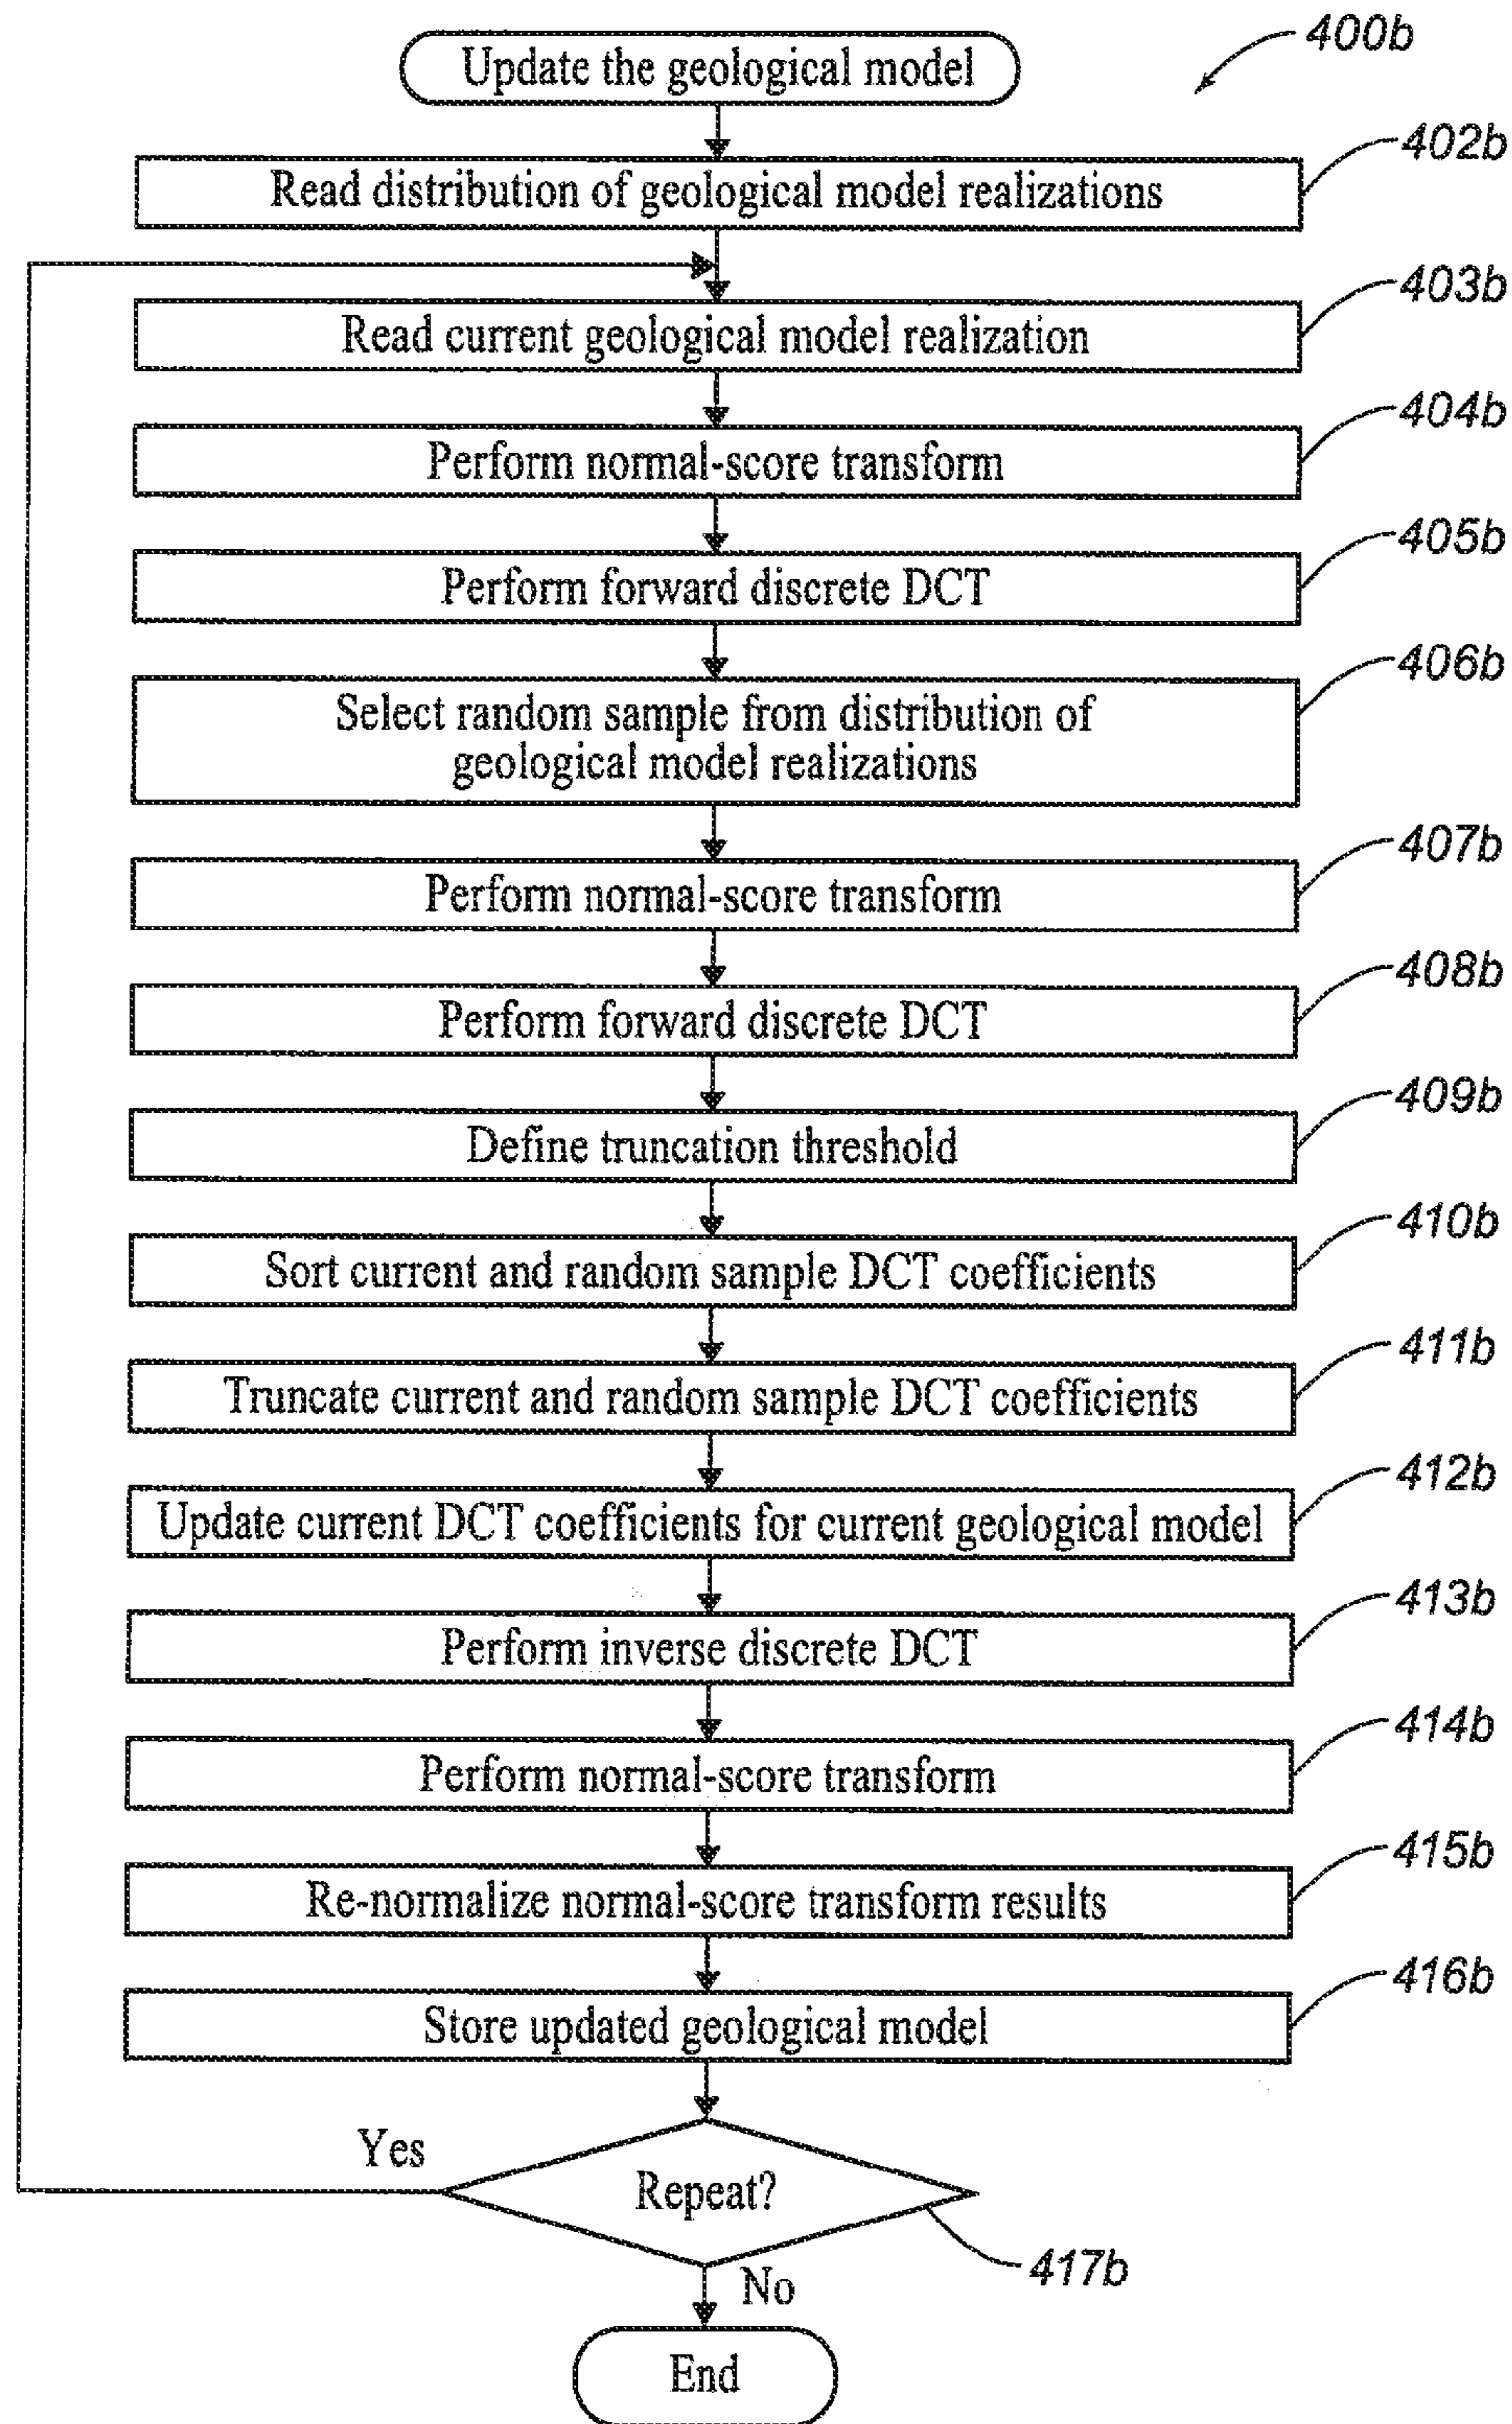 400b
Update the geological model
402b
Read distribution of geological model realizations
403b
Read current geological model realization
404b
Perform normal-score transform
405b
Perform forward discrete DCT
406b
Select random sample from distribution of
geological model realizations
407b
Perform normal-score transform
408b
Perform forward discrete DCT
409b
Define truncation threshold
410b
Sort current and random sample DCT coefficients
411b
Truncate current and random sample DCT coefficients
412b
Update current DCT coefficients for current geological model
413b
Perform inverse discrete DCT
414b
Perform normal-score transform
415b
Re-normalize normal-score transform results
416b
Store updated geological model
Yes
Repeat?
417b
No
End